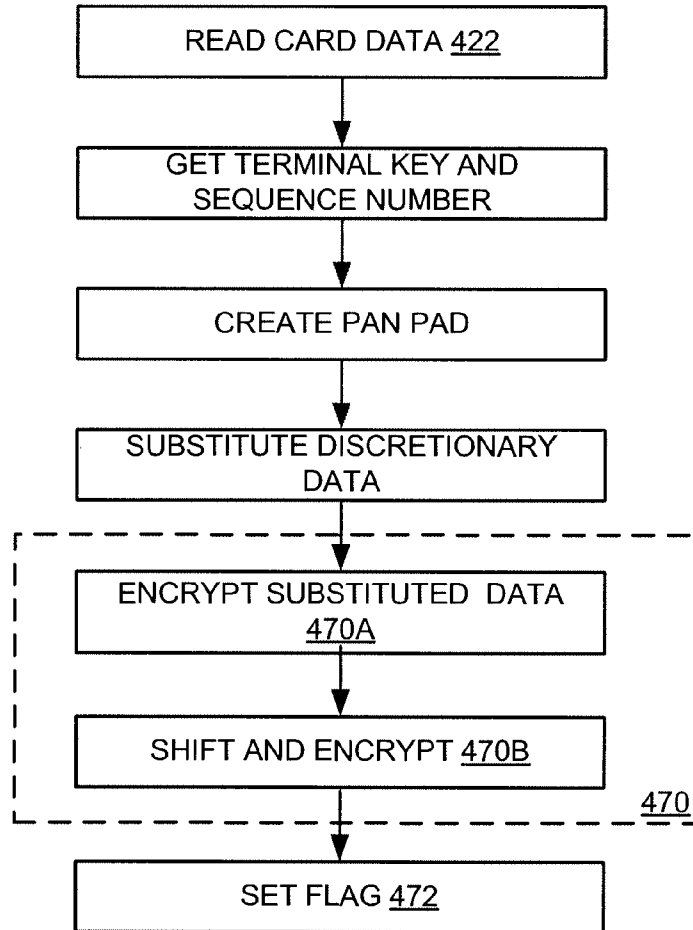 READ CARD DATA 422
GET TERMINAL KEY AND
SEQUENCE NUMBER
CREATE PAN PAD
SUBSTITUTE DISCRETIONARY
DATA
ENCRYPT SUBSTITUTED DATA
470A
SHIFT AND ENCRYPT 470B
470
SET FLAG 472